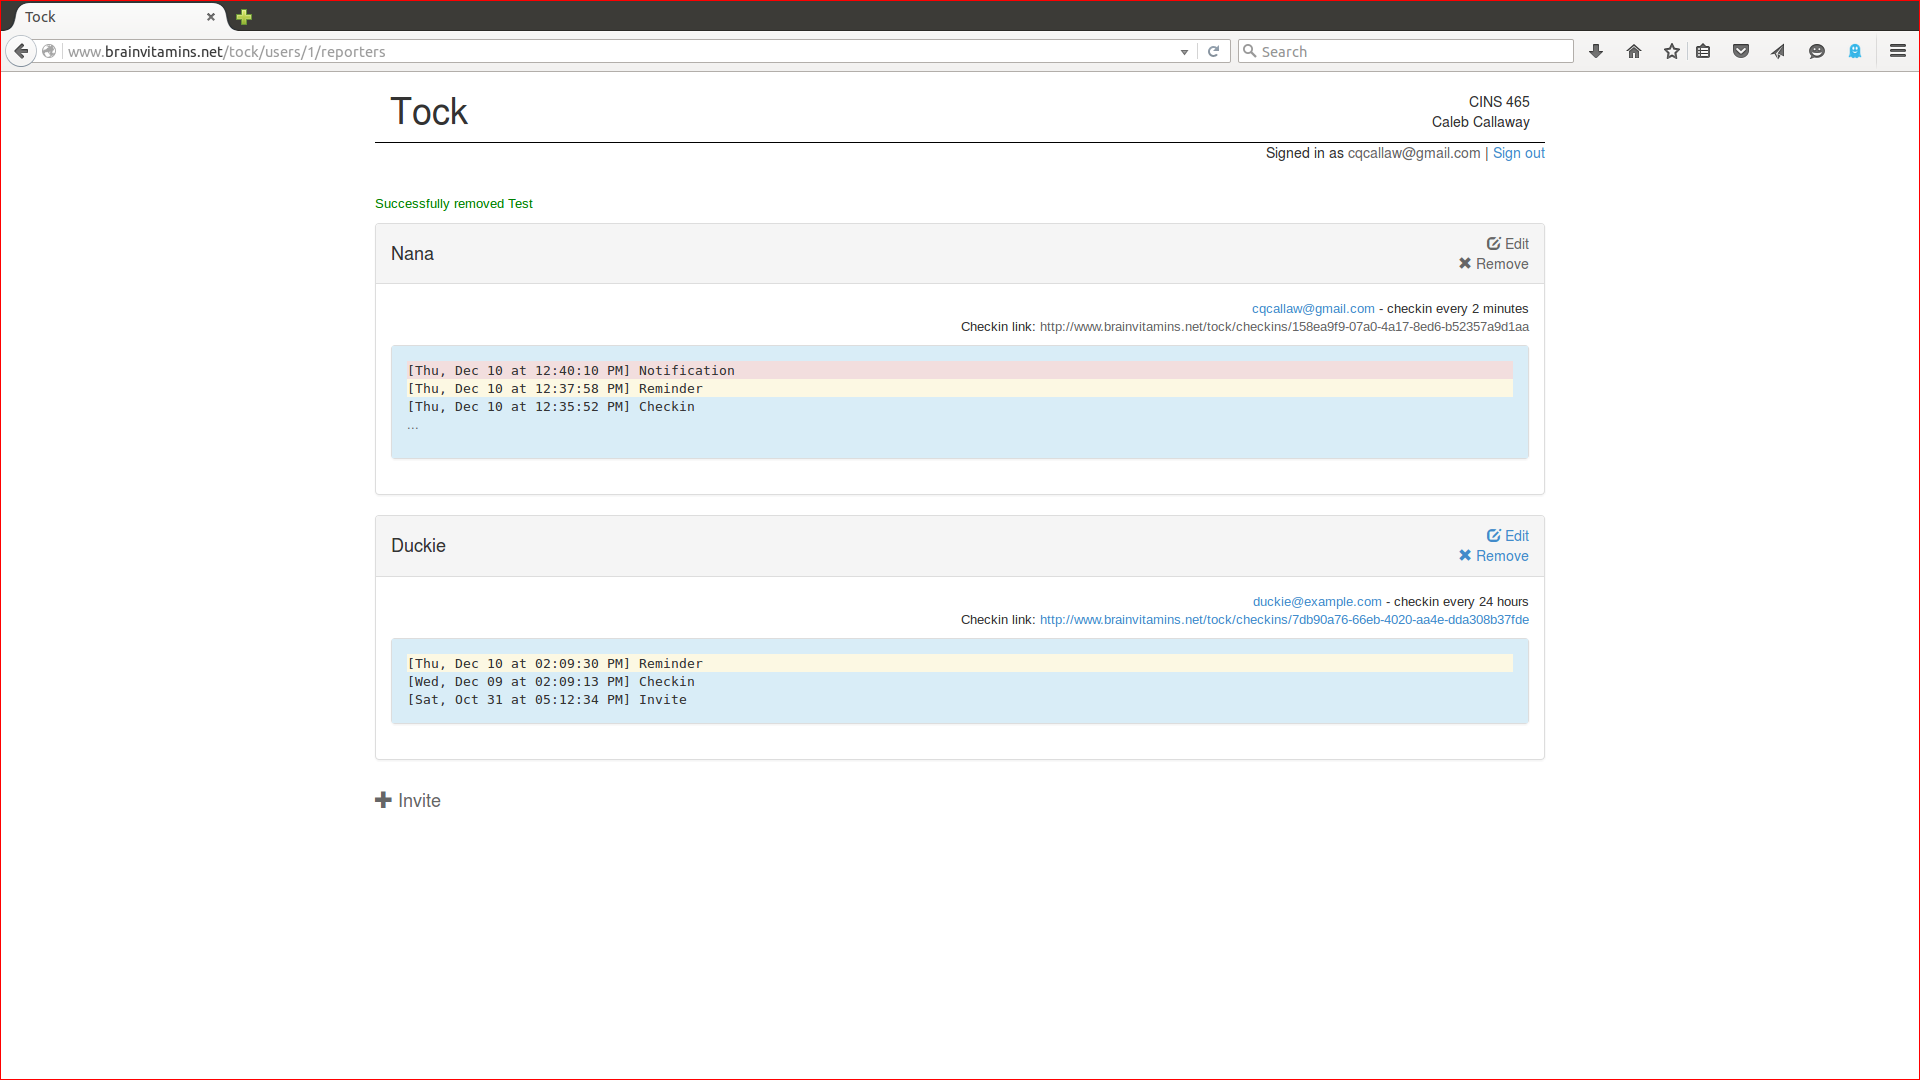 Tock
www.brainvitamins.net/tock/users/1/reporters
Search
Tock
CINS 465
Caleb Callaway
Signed in as cqcallaw@gmail.com | Sign out
Successfully removed Test
Nana
Edit
Remove
cqcallaw@gmail.com - checkin every 2 minutes
Checkin link: http://www.brainvitamins.net/tock/checkins/158ea9f9-07a0-4a17-8ed6-b52357a9d1aa
[Thu, Dec 10 at 12:40:10 PM] Notification
[Thu, Dec 10 at 12:37:58 PM] Reminder
[Thu, Dec 10 at 12:35:52 PM] Checkin
...
Duckie
Edit
Remove
duckie@example.com - checkin every 24 hours
Checkin link: http://www.brainvitamins.net/tock/checkins/7db90a76-66eb-4020-aa4e-dda308b37fde
[Thu, Dec 10 at 02:09:30 PM] Reminder
[Wed, Dec 09 at 02:09:13 PM] Checkin
[Sat, Oct 31 at 05:12:34 PM] Invite
Invite